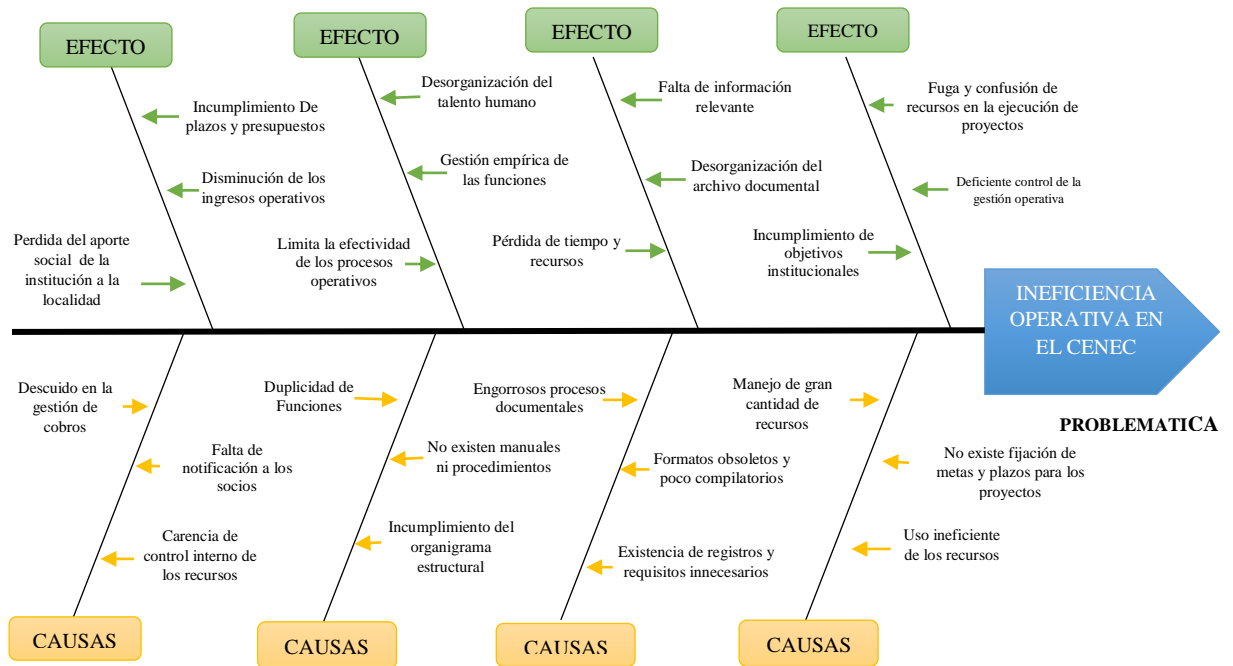 EFECTO
EFECTO
EFECTO
EFECTO
Incumplimiento De
plazos y presupuestos
Disminución de los
ingresos operativos
Perdida del aporte
social de la
institución a la
localidad
Desorganización del
talento humano
Gestión empírica de
las funciones
Limita la efectividad
de los procesos
operativos
Falta de información
relevante
Desorganización del
archivo documental
Pérdida de tiempo y
recursos
Fuga y confusión de
recursos en la ejecución de
proyectos
Deficiente control de la
gestión operativa
Incumplimiento de
objetivos
institucionales
INEFICIENCIA
OPERATIVA EN
EL CENEC
PROBLEMATICA
Descuido en la
gestión de
cobros
Falta de
notificación a los
socios
Carencia de
control interno de
los recursos
Duplicidad de
Funciones
No existen manuales
ni procedimientos
Incumplimiento del
organigrama
estructural
Engorrosos procesos
documentales
Formatos obsoletos y
poco compilatorios
Existencia de registros y
requisitos innecesarios
Manejo de gran
cantidad de
recursos
No existe fijación de
metas y plazos para los
proyectos
Uso ineficiente
de los recursos
CAUSAS
CAUSAS
CAUSAS
CAUSAS